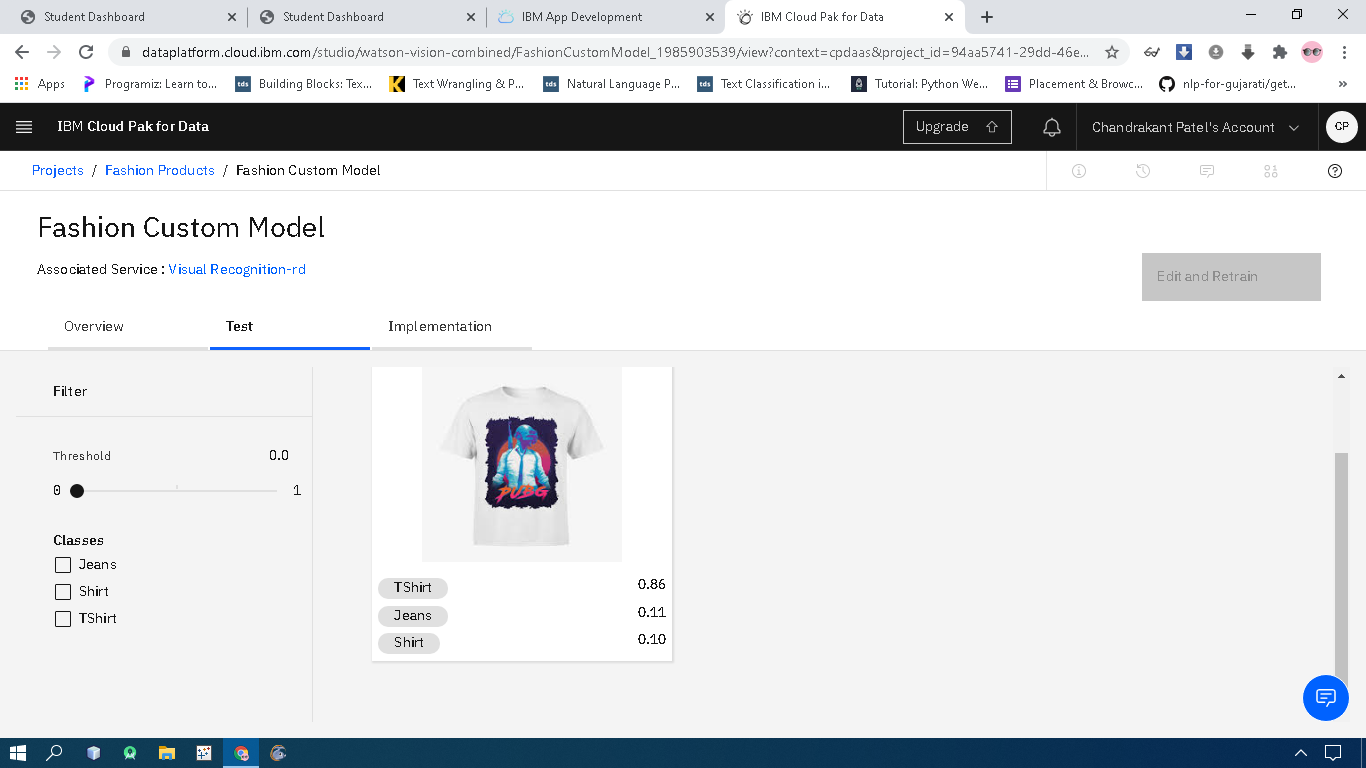 Student Dashboard
Student Dashboard
IBM App Development
IBM Cloud Pak for Data
dataplatform.cloud.ibm.com/studio/watson-vision-combined/FashionCustomModel_1985903539/view?context=cpdaas&project_id=94aa5741-29dd-46e...
Apps
Programiz: Learn to...
tds
Building Blocks: Tex...
Text Wrangling & P...
tds
Natural Language P...
tds
Text Classification i...
Tutorial: Python We...
Placement & Browc...
nlp-for-gujarati/get...
IBM Cloud Pak for Data
Upgrade
Chandrakant Patel's Account
CP
Projects / Fashion Products / Fashion Custom Model
Fashion Custom Model
Associated Service : Visual Recognition-rd
Edit and Retrain
Overview
Test
Implementation
Filter
Threshold 0.0
0 1
Classes
Jeans
Shirt
TShirt
PUBG
TShirt 0.86
Jeans 0.11
Shirt 0.10